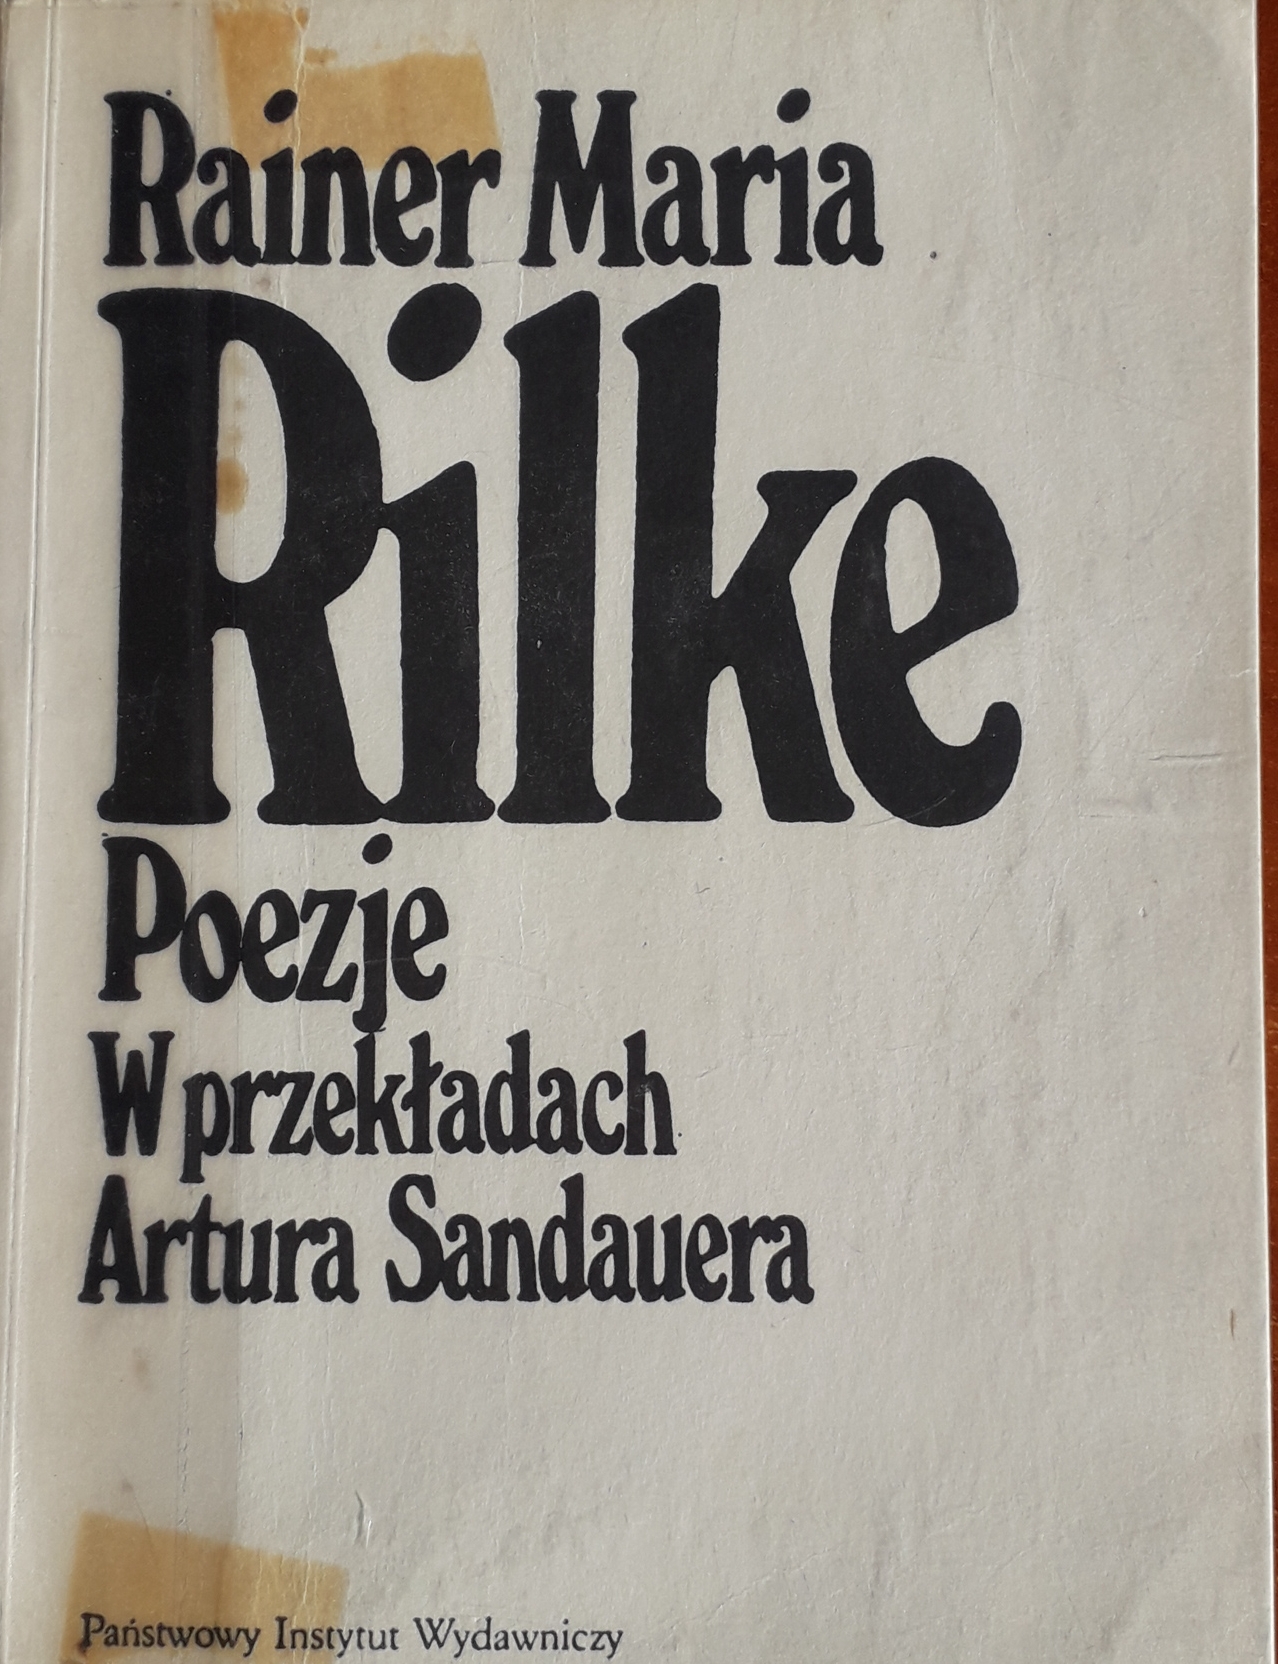 Rainer Maria
Rilke
Poezje
W przekładach
Artura Sandauera
Państwowy Instytut Wydawniczy